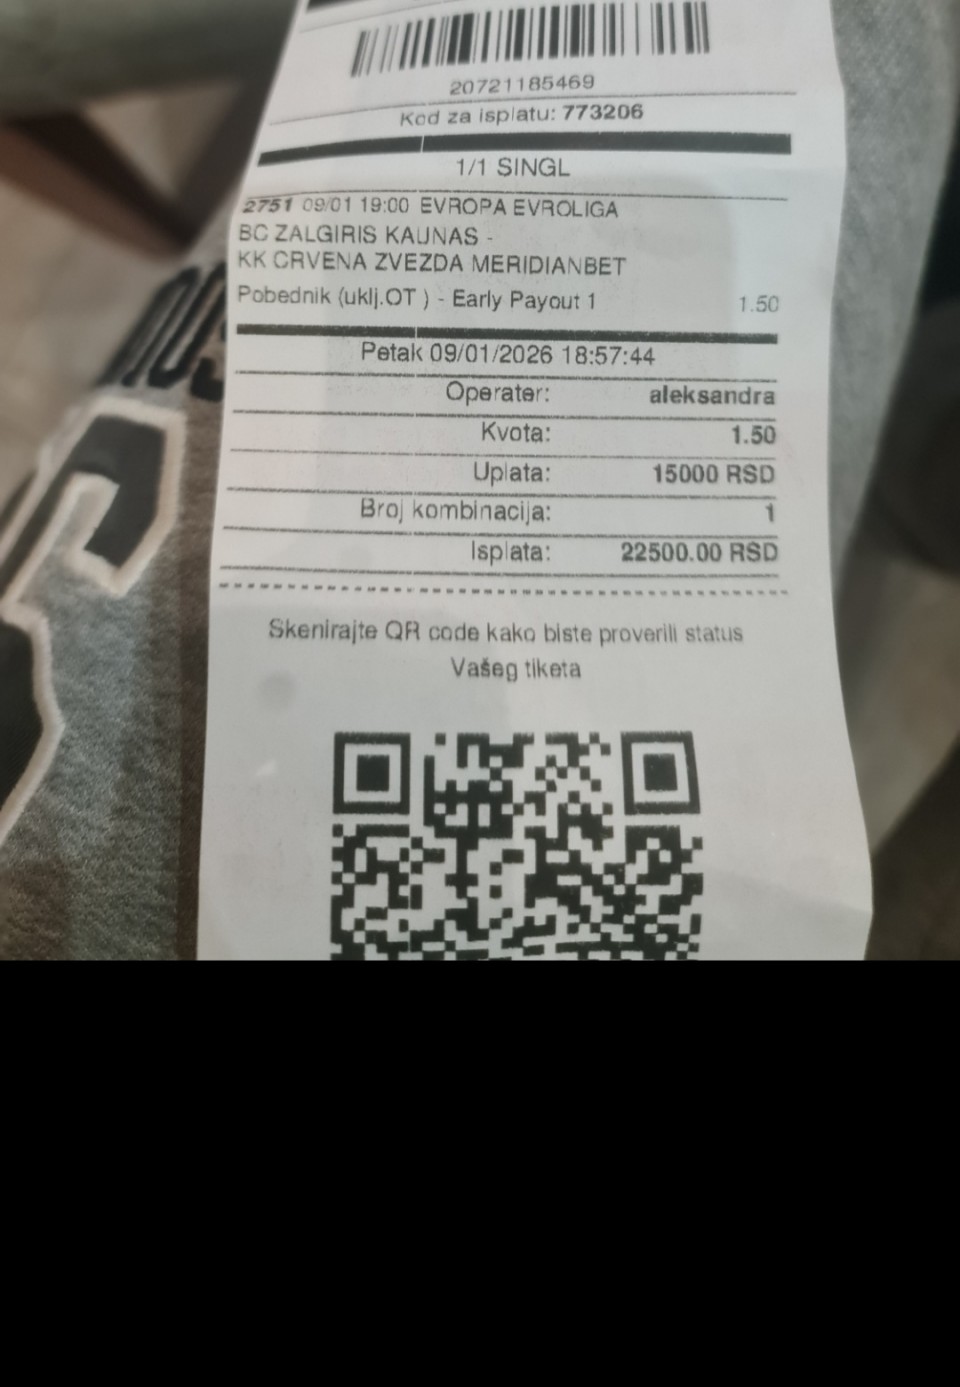 20721185469
Kod za isplatu: 773206
1/1 SINGL
2751 09/01 19:00 EVROPA EVROLIGA
BC ZALGIRIS KAUNAS -
KK CRVENA ZVEZDA MERIDIANBET
Pobednik (uklj.OT ) - Early Payout 1 1.50
Petak 09/01/2026 18:57:44
Operater: aleksandra
Kvota: 1.50
Uplata: 15000 RSD
Broj kombinacija: 1
Isplata: 22500.00 RSD
Skenirajte QR code kako biste proverili status
Vašeg tiketa